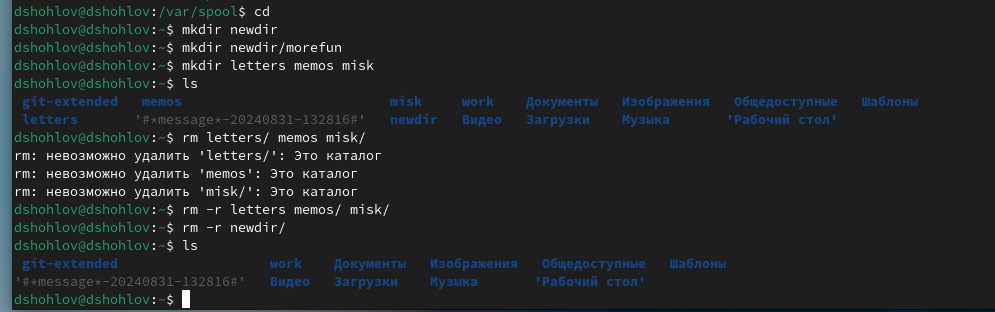 dshohlov@dshohlov:/var/spool$ cd
dshohlov@dshohlov:~$ mkdir newdir
dshohlov@dshohlov:~$ mkdir newdir/morefun
dshohlov@dshohlov:~$ mkdir letters memos misk
dshohlov@dshohlov:~$ ls
git-extended memos misk work Документы Изображения Общедоступные Шаблоны
letters '#*message*-20240831-132816#' newdir Видео Загрузки Музыка 'Рабочий стол'
dshohlov@dshohlov:~$ rm letters/ memos misk/
rm: невозможно удалить 'letters/': Это каталог
rm: невозможно удалить 'memos': Это каталог
rm: невозможно удалить 'misk/': Это каталог
dshohlov@dshohlov:~$ rm -r letters memos/ misk/
dshohlov@dshohlov:~$ rm -r newdir/
dshohlov@dshohlov:~$ ls
git-extended work Документы Изображения Общедоступные Шаблоны
'#*message*-20240831-132816#' Видео Загрузки Музыка 'Рабочий стол'
dshohlov@dshohlov:~$